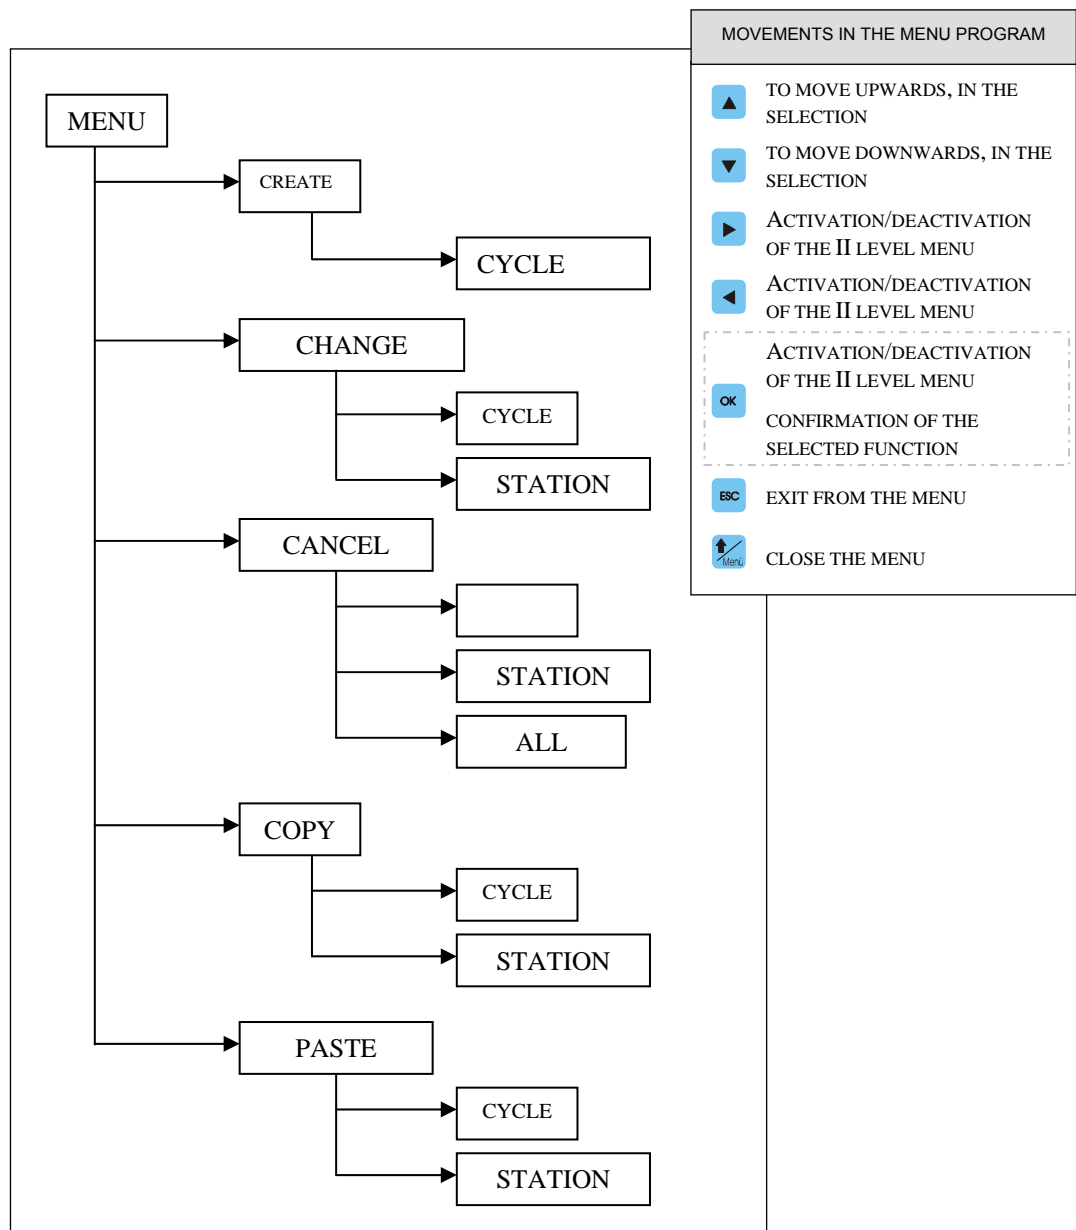 MOVEMENTS IN THE MENU PROGRAM
TO MOVE UPWARDS, IN THE
SELECTION
TO MOVE DOWNWARDS, IN THE
SELECTION
ACTIVATION/DEACTIVATION
OF THE II LEVEL MENU
ACTIVATION/DEACTIVATION
OF THE II LEVEL MENU
ACTIVATION/DEACTIVATION
OF THE II LEVEL MENU
OK
CONFIRMATION OF THE
SELECTED FUNCTION
ESC EXIT FROM THE MENU
Menù CLOSE THE MENU
MENU
CREATE
CYCLE
CHANGE
CYCLE
STATION
CANCEL
STATION
ALL
COPY
CYCLE
STATION
PASTE
CYCLE
STATION